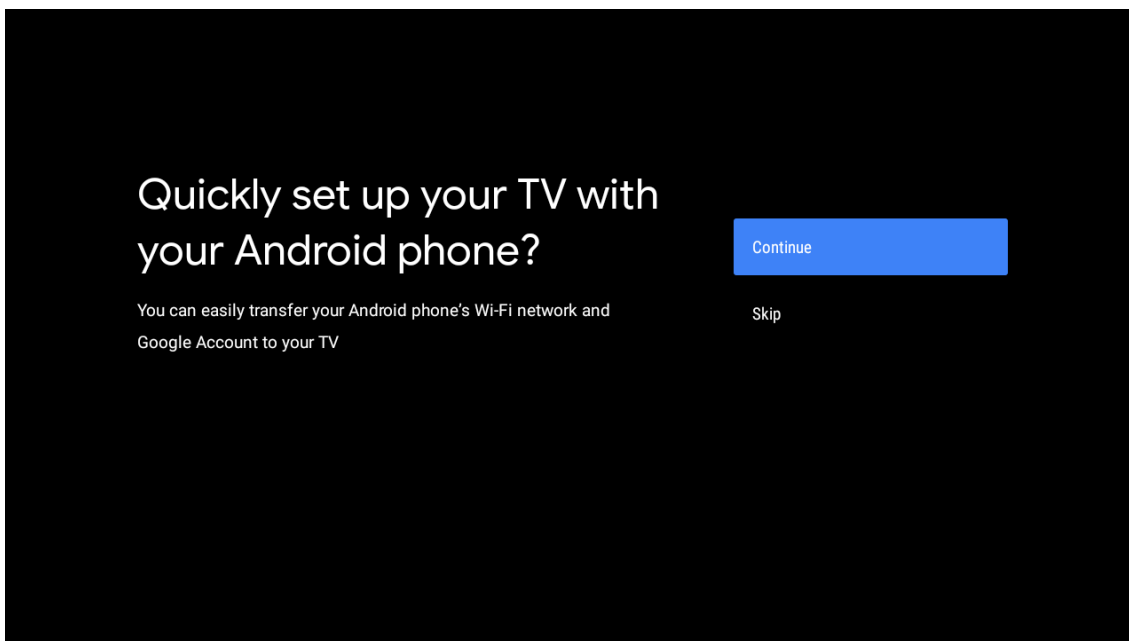 Quickly set up your TV with
your Android phone?
You can easily transfer your Android phone’s Wi-Fi network and
Google Account to your TV
Continue
Skip